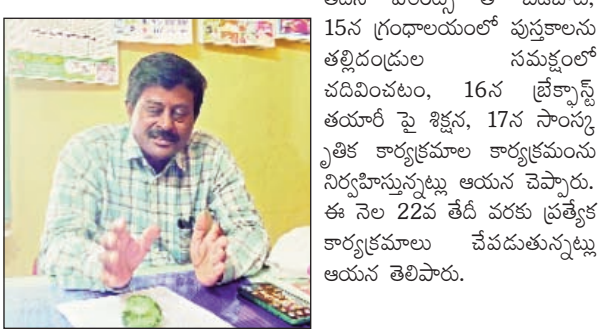 15న గ్రంథాలయంలో పుస్తకాలను
తల్లిదండ్రుల సమక్షంలో
చదివించటం, 16న బ్రేక్ఫాస్ట్
తయారీ పై శిక్షన, 17న సాంస్క
ృతిక కార్యక్రమాల కార్యక్రమంను
నిర్వహిస్తున్నట్లు ఆయన చెప్పారు.
ఈ నెల 22వ తేదీ వరకు ప్రత్యేక
కార్యక్రమాలు చేపడుతున్నట్లు
ఆయన తెలిపారు.